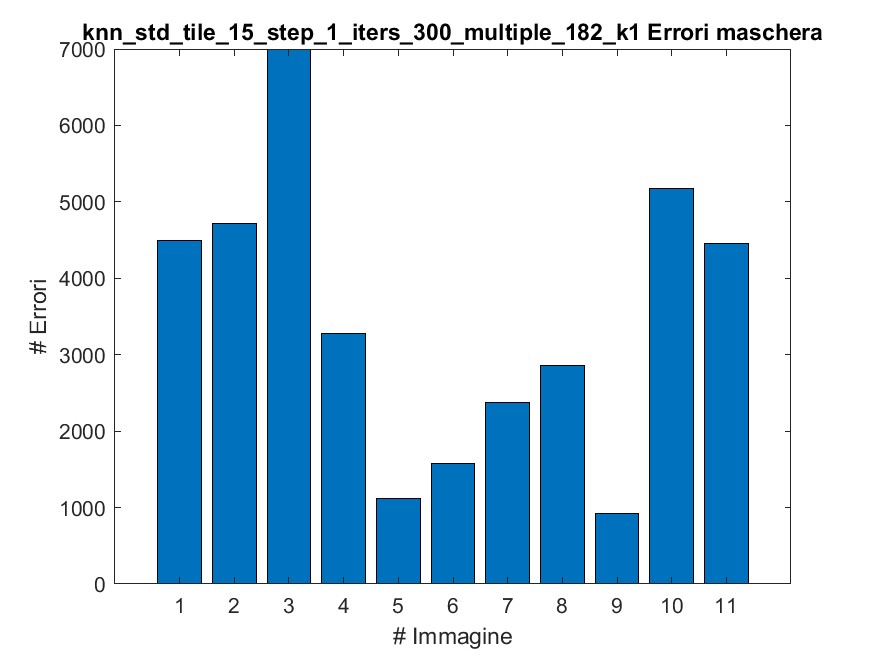 knn_std_tile_15_step_1_iters_300_multiple_182_k1 Errori maschera
7000
6000
5000
4000
3000
2000
1000
0
# Errori
1 2 3 4 5 6 7 8 9 10 11
# Immagine